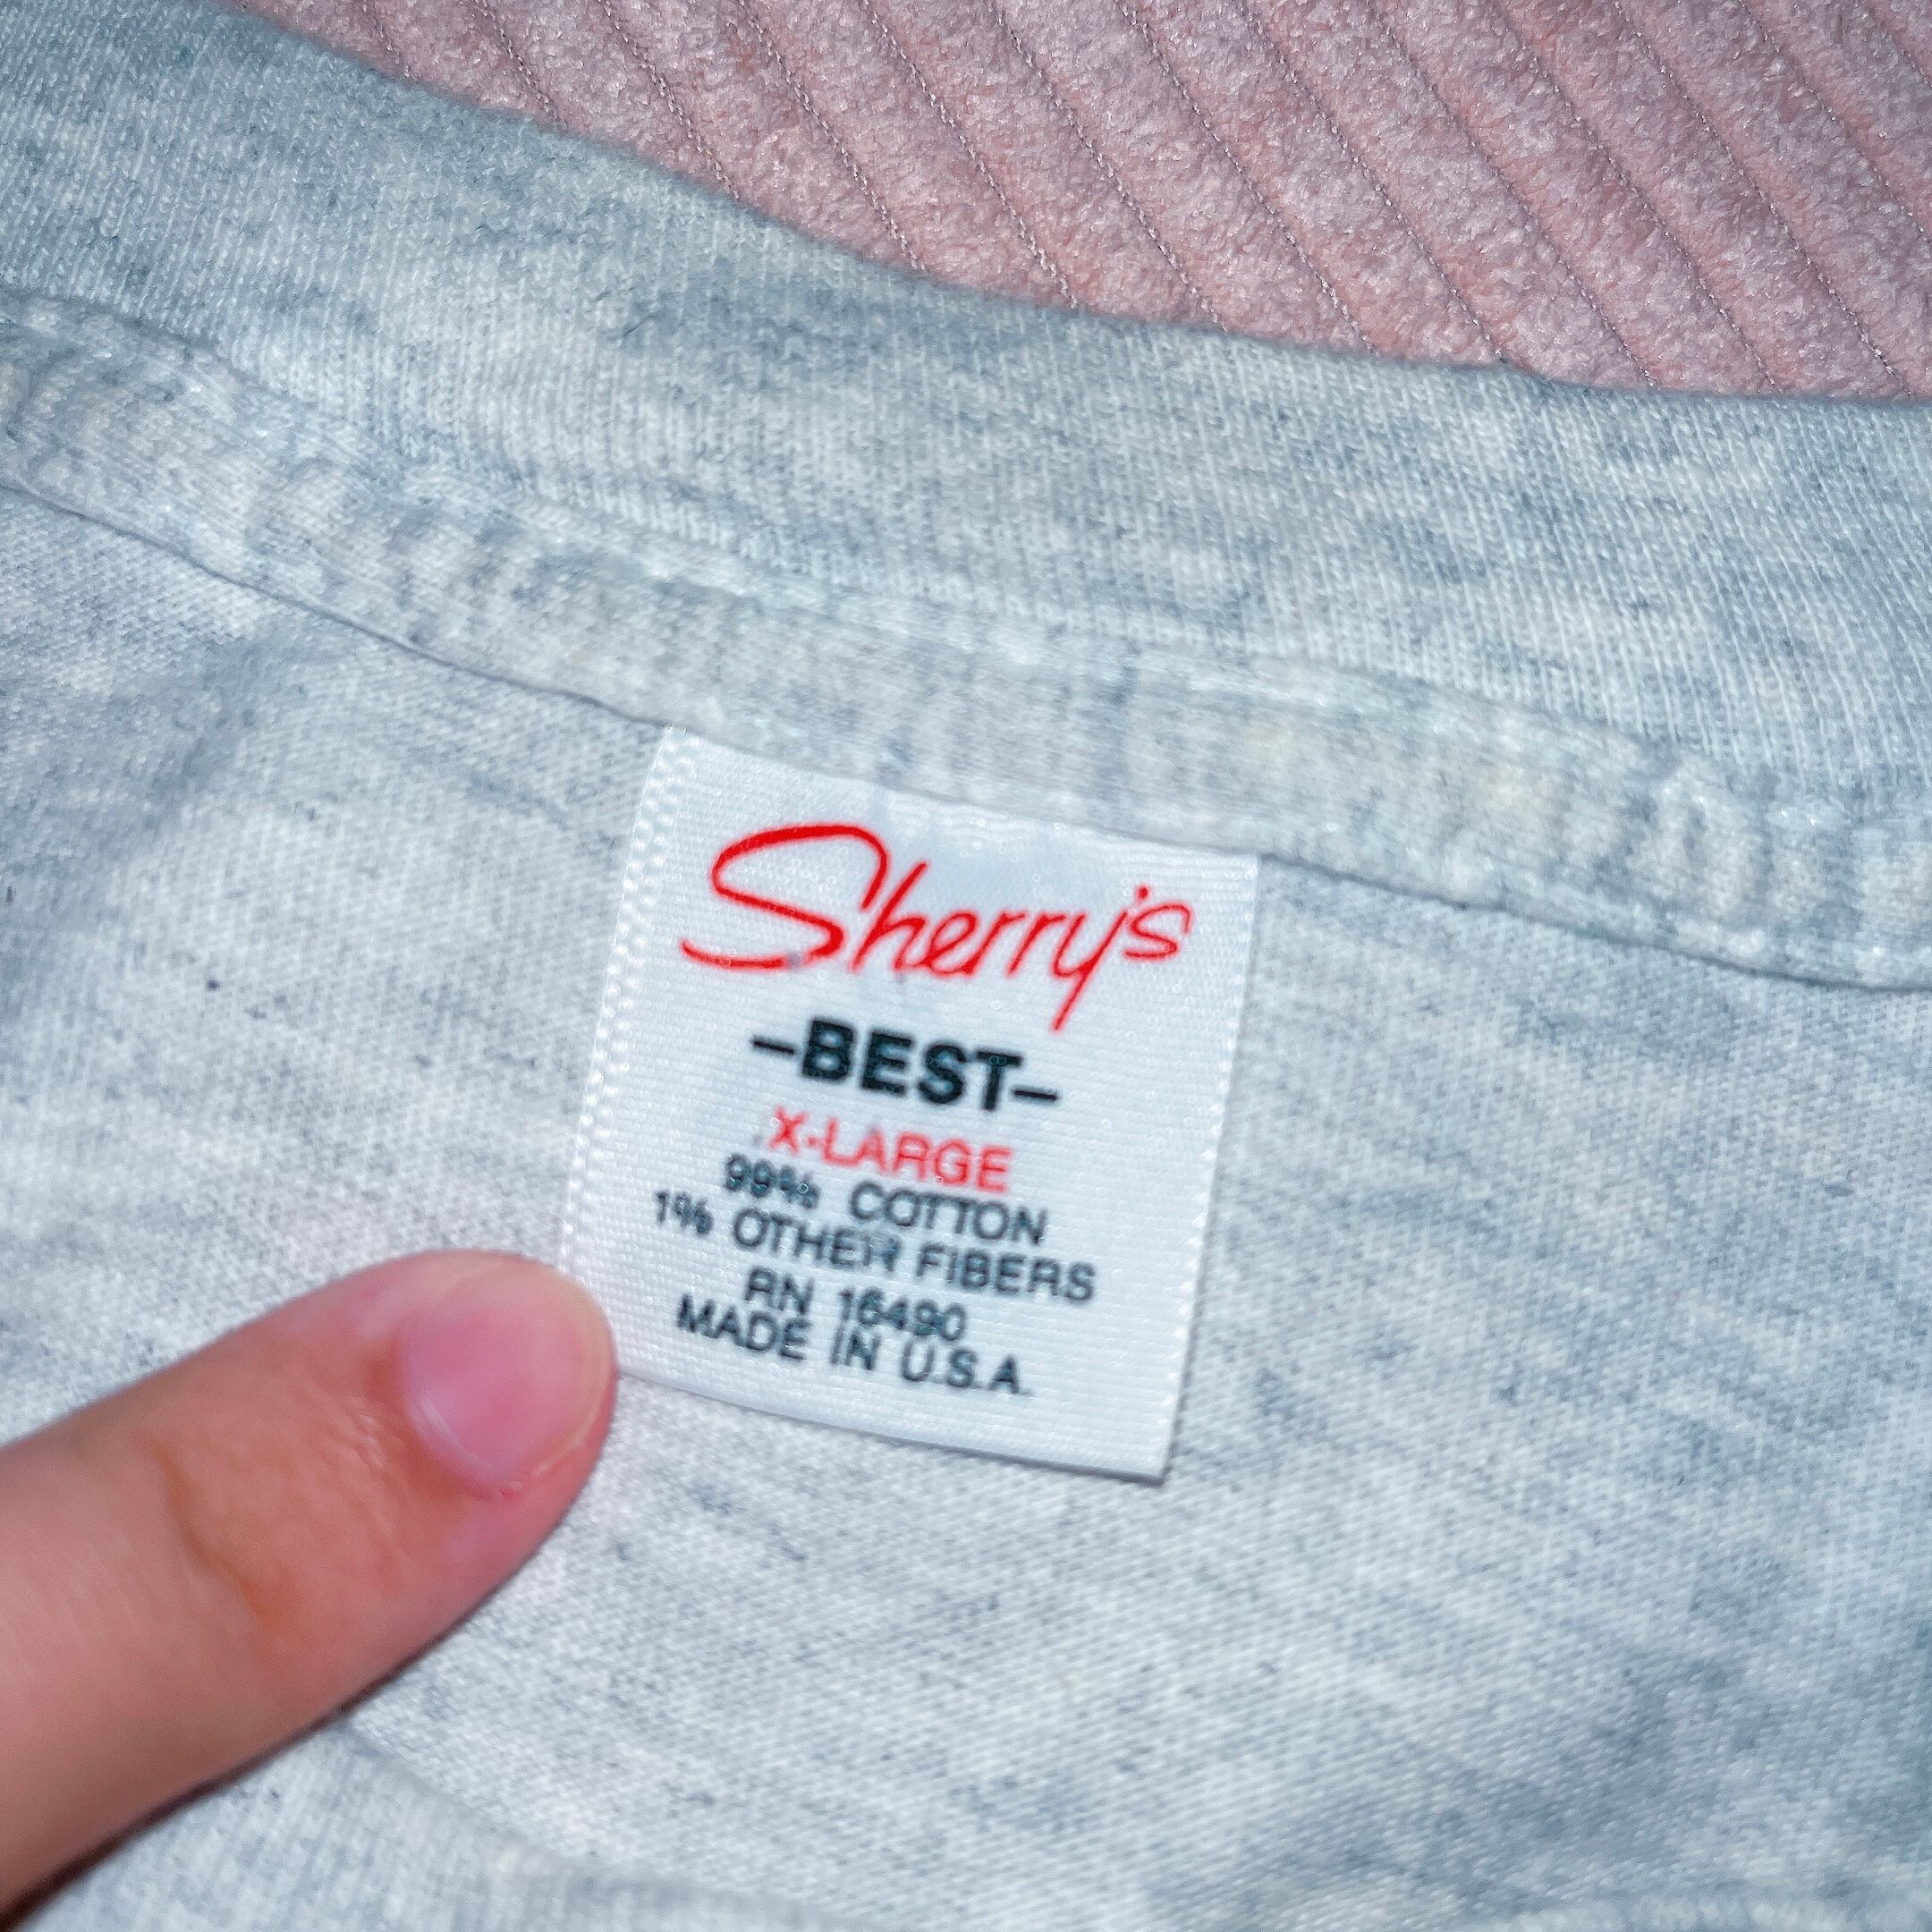 Sherry's
-BEST-
X-LARGE
99% COTTON
1% OTHER FIBERS
RN 16490
MADE IN U.S.A.